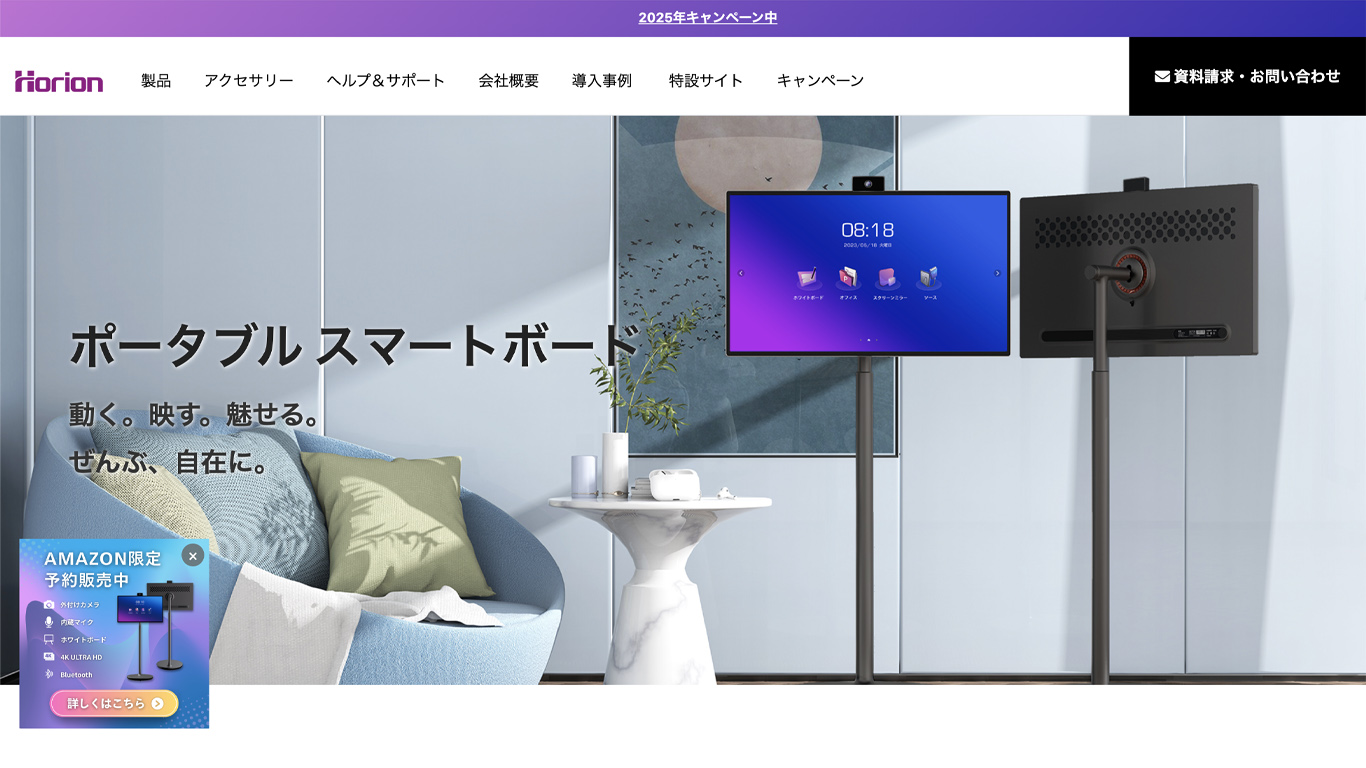 2025年キャンペーン中
Horion
製品
アクセサリー
ヘルプ＆サポート
会社概要
導入事例
特設サイト
キャンペーン
資料請求・お問い合わせ
08:18
2023/08/18 火曜日
ホワイトボード
オフィス
スクリーンミラー
ソース
ポータブル スマートボード
動く。映す。魅せる。
ぜんぶ、自在に。
AMAZON限定
予約販売中
外付けカメラ
内蔵マイク
ホワイトボード
4K ULTRA HD
Bluetooth
詳しくはこちら